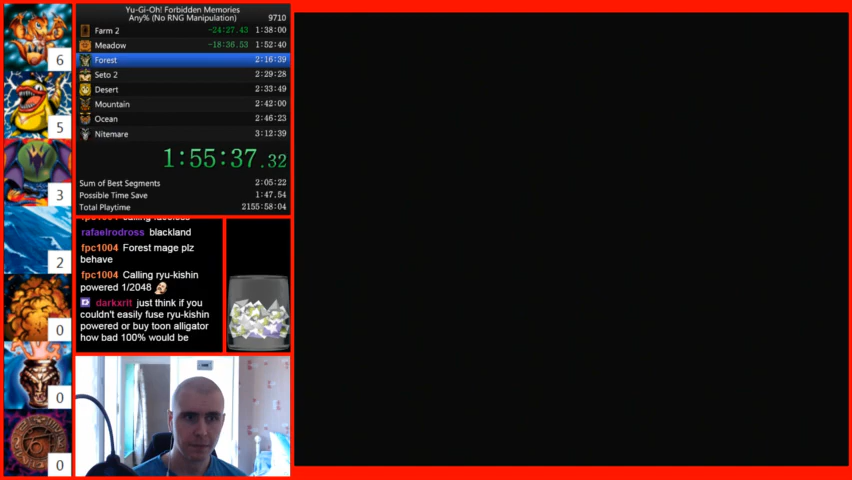 Yu-Gi-Oh! Forbidden Memories
Any% (No RNG Manipulation) 9710
Farm 2 -24:27.43 1:38:00
Meadow -18:36.53 1:52:40
Forest 2:16:39
Seto 2 2:29:28
Desert 2:33:49
Mountain 2:42:00
Ocean 2:46:23
Nitemare 3:12:39
1:55:37.32
Sum of Best Segments 2:05:22
Possible Time Save 1:47.54
Total Playtime 2155:58:04
6
5
3
2
0
0
0
rafaelrodross blackland
fpc1004 Forest mage plz
behave
fpc1004 Calling ryu-kishin
powered 1/2048
darkxrit just think if you
couldn't easily fuse ryu-kishin
powered or buy toon alligator
how bad 100% would be